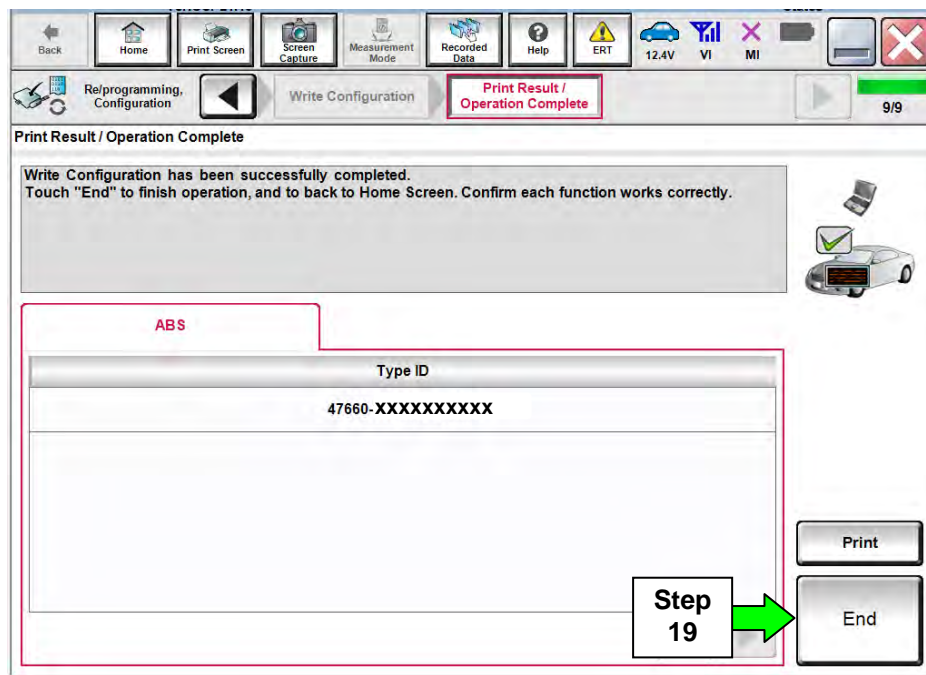 Back
Home
Print Screen
Screen
Capture
Measurement
Mode
Recorded
Data
Help
ERT
12.4V
VI
MI
Re/programming,
Configuration
Write Configuration
Print Result /
Operation Complete
9/9
Print Result / Operation Complete
Write Configuration has been successfully completed.
Touch "End" to finish operation, and to back to Home Screen. Confirm each function works correctly.
ABS
Type ID
47660-XXXXXXXXXX
Print
Step
19
End